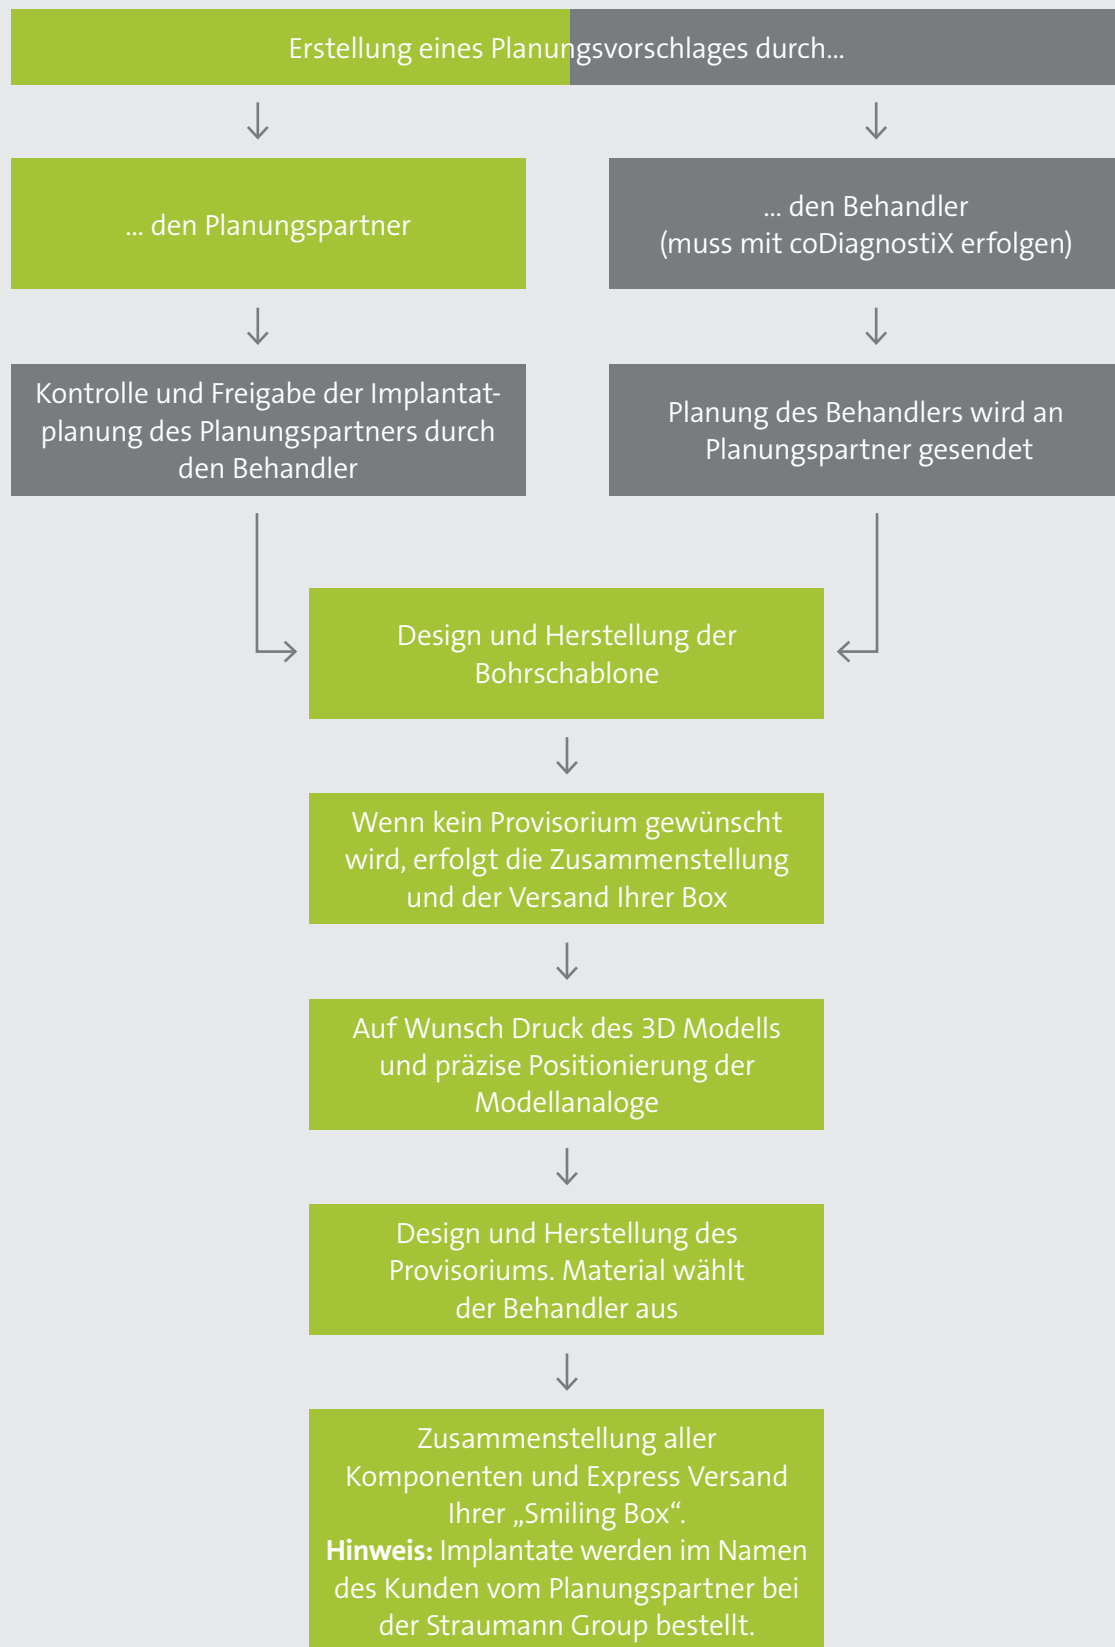 Erstellung eines Planungsvorschlages durch...
... den Planungspartner
... den Behandler
(muss mit coDiagnostiX erfolgen)
Kontrolle und Freigabe der Implantat-
planung des Planungspartners durch
den Behandler
Planung des Behandlers wird an
Planungspartner gesendet
Design und Herstellung der
Bohrschablone
Wenn kein Provisorium gewünscht
wird, erfolgt die Zusammenstellung
und der Versand Ihrer Box
Auf Wunsch Druck des 3D Modells
und präzise Positionierung der
Modellanaloge
Design und Herstellung des
Provisoriums. Material wählt
der Behandler aus
Zusammenstellung aller
Komponenten und Express Versand
Ihrer „Smiling Box“.
Hinweis: Implantate werden im Namen
des Kunden vom Planungspartner bei
der Straumann Group bestellt.